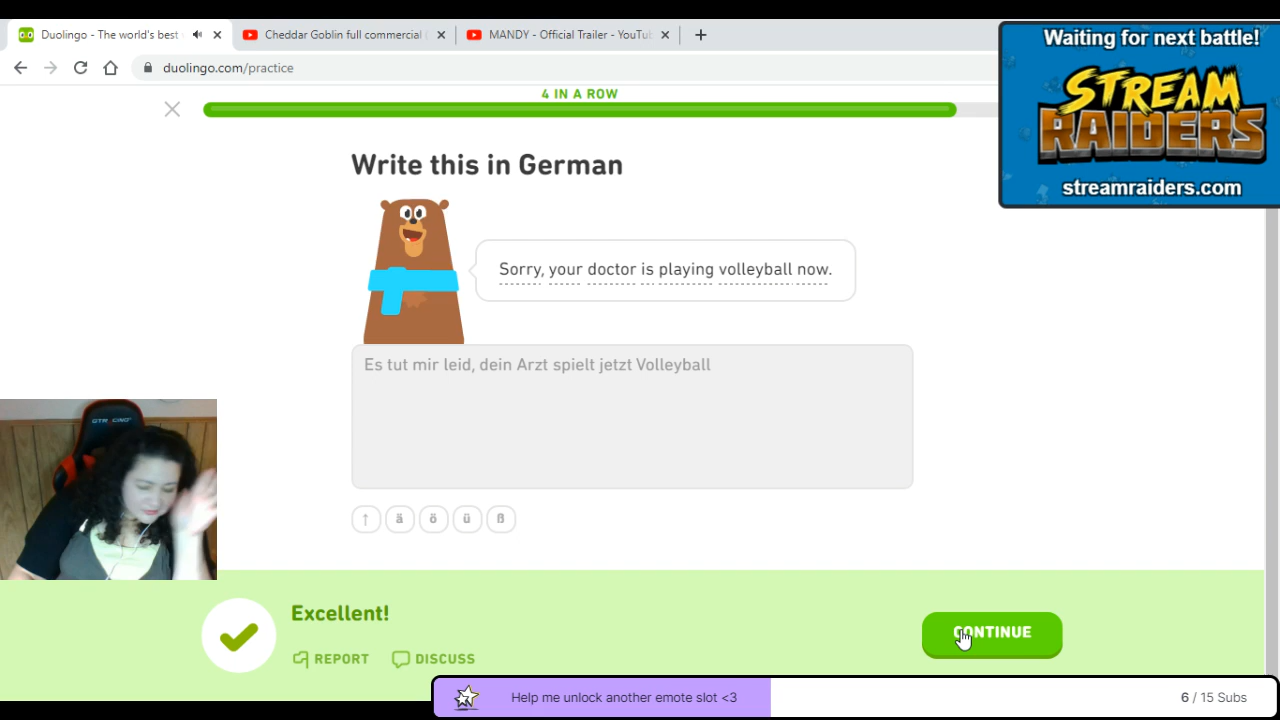 Duolingo - The world's best
Cheddar Goblin full commercial
MANDY - Official Trailer - YouTu
duolingo.com/practice
Waiting for next battle!
STREAM
RAIDERS
streamraiders.com
4 IN A ROW
Write this in German
Sorry, your doctor is playing volleyball now.
Es tut mir leid, dein Arzt spielt jetzt Volleyball
↑ ä ö ü ß
Excellent!
REPORT DISCUSS
CONTINUE
Help me unlock another emote slot <3
6 / 15 Subs